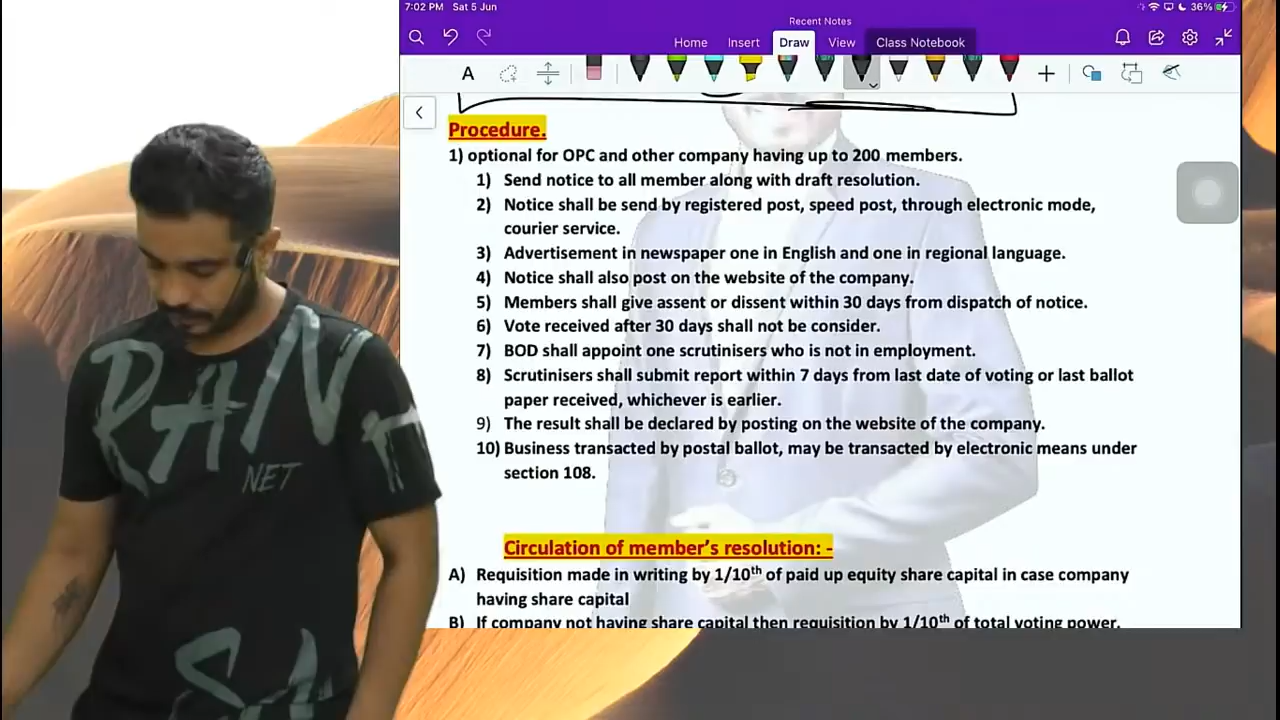 7:02 PM Sat 5 Jun
36%
Recent Notes
Home Insert Draw View Class Notebook
A
Procedure.
1) optional for OPC and other company having up to 200 members.
1) Send notice to all member along with draft resolution.
2) Notice shall be send by registered post, speed post, through electronic mode,
courier service.
3) Advertisement in newspaper one in English and one in regional language.
4) Notice shall also post on the website of the company.
5) Members shall give assent or dissent within 30 days from dispatch of notice.
6) Vote received after 30 days shall not be consider.
7) BOD shall appoint one scrutinisers who is not in employment.
8) Scrutinisers shall submit report within 7 days from last date of voting or last ballot
paper received, whichever is earlier.
9) The result shall be declared by posting on the website of the company.
10) Business transacted by postal ballot, may be transacted by electronic means under
section 108.
Circulation of member's resolution: -
A) Requisition made in writing by 1/10th of paid up equity share capital in case company
having share capital
B) If company not having share capital then requisition by 1/10th of total voting power.
RAN
NET